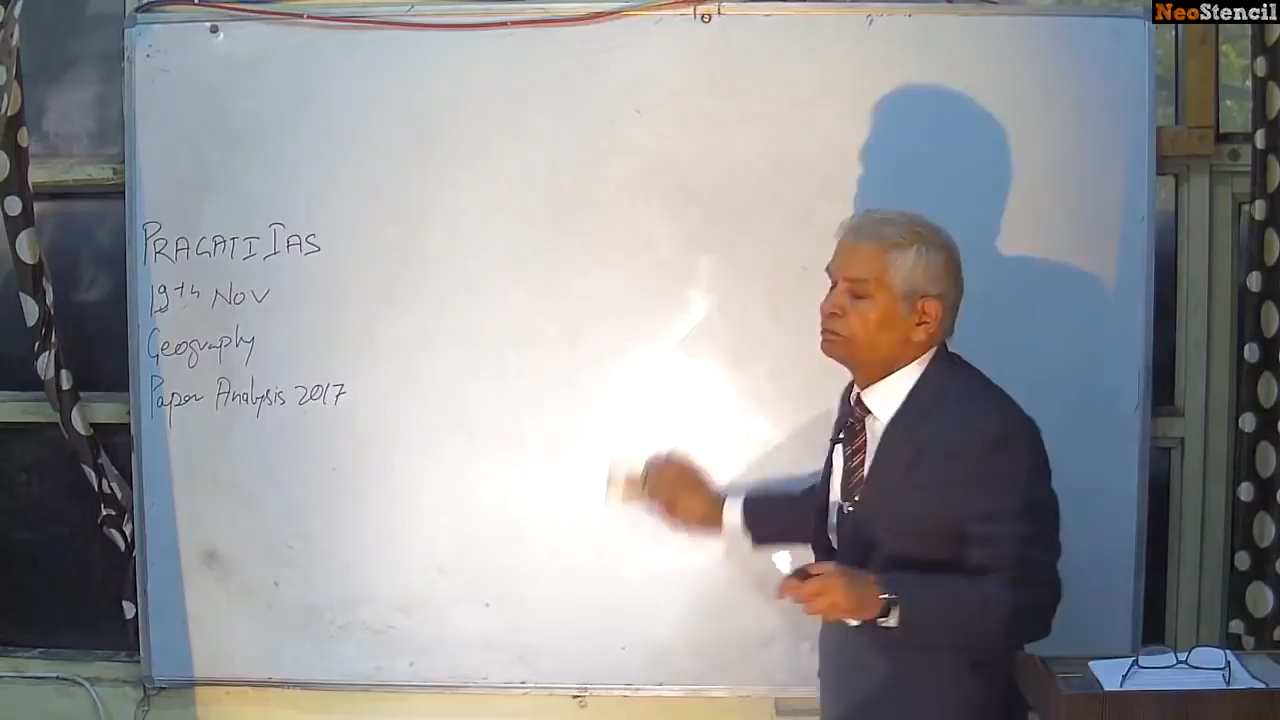 NeoStencil
PRAGATI IAS
19th Nov
Geography
Paper Analysis 2017